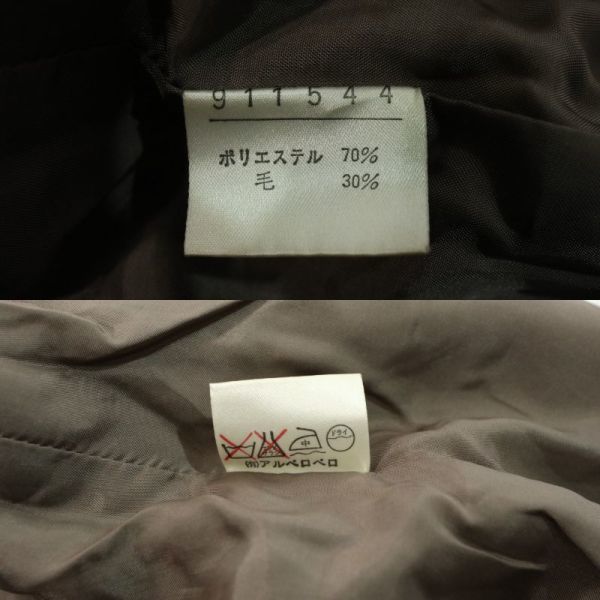 911544
ポリエステル 70%
毛 30%
中 ドライ
(有)アルベロベロ